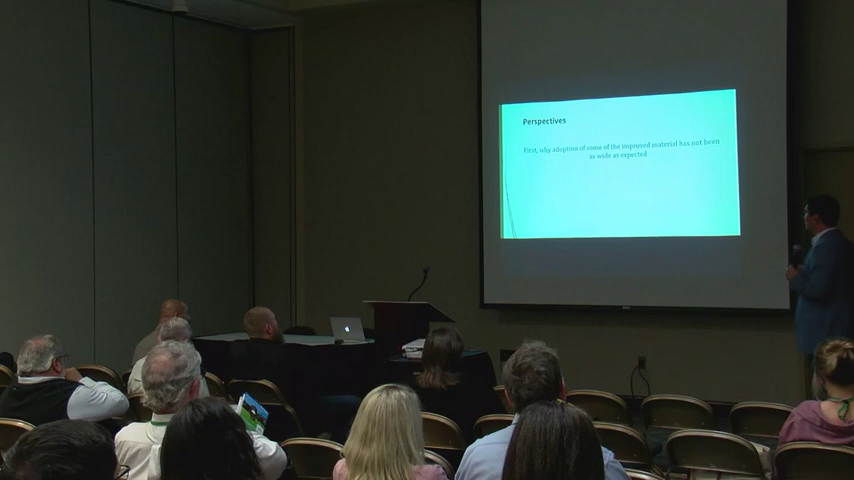 Perspectives
First, why adoption of some of the improved material has not been
as wide as expected